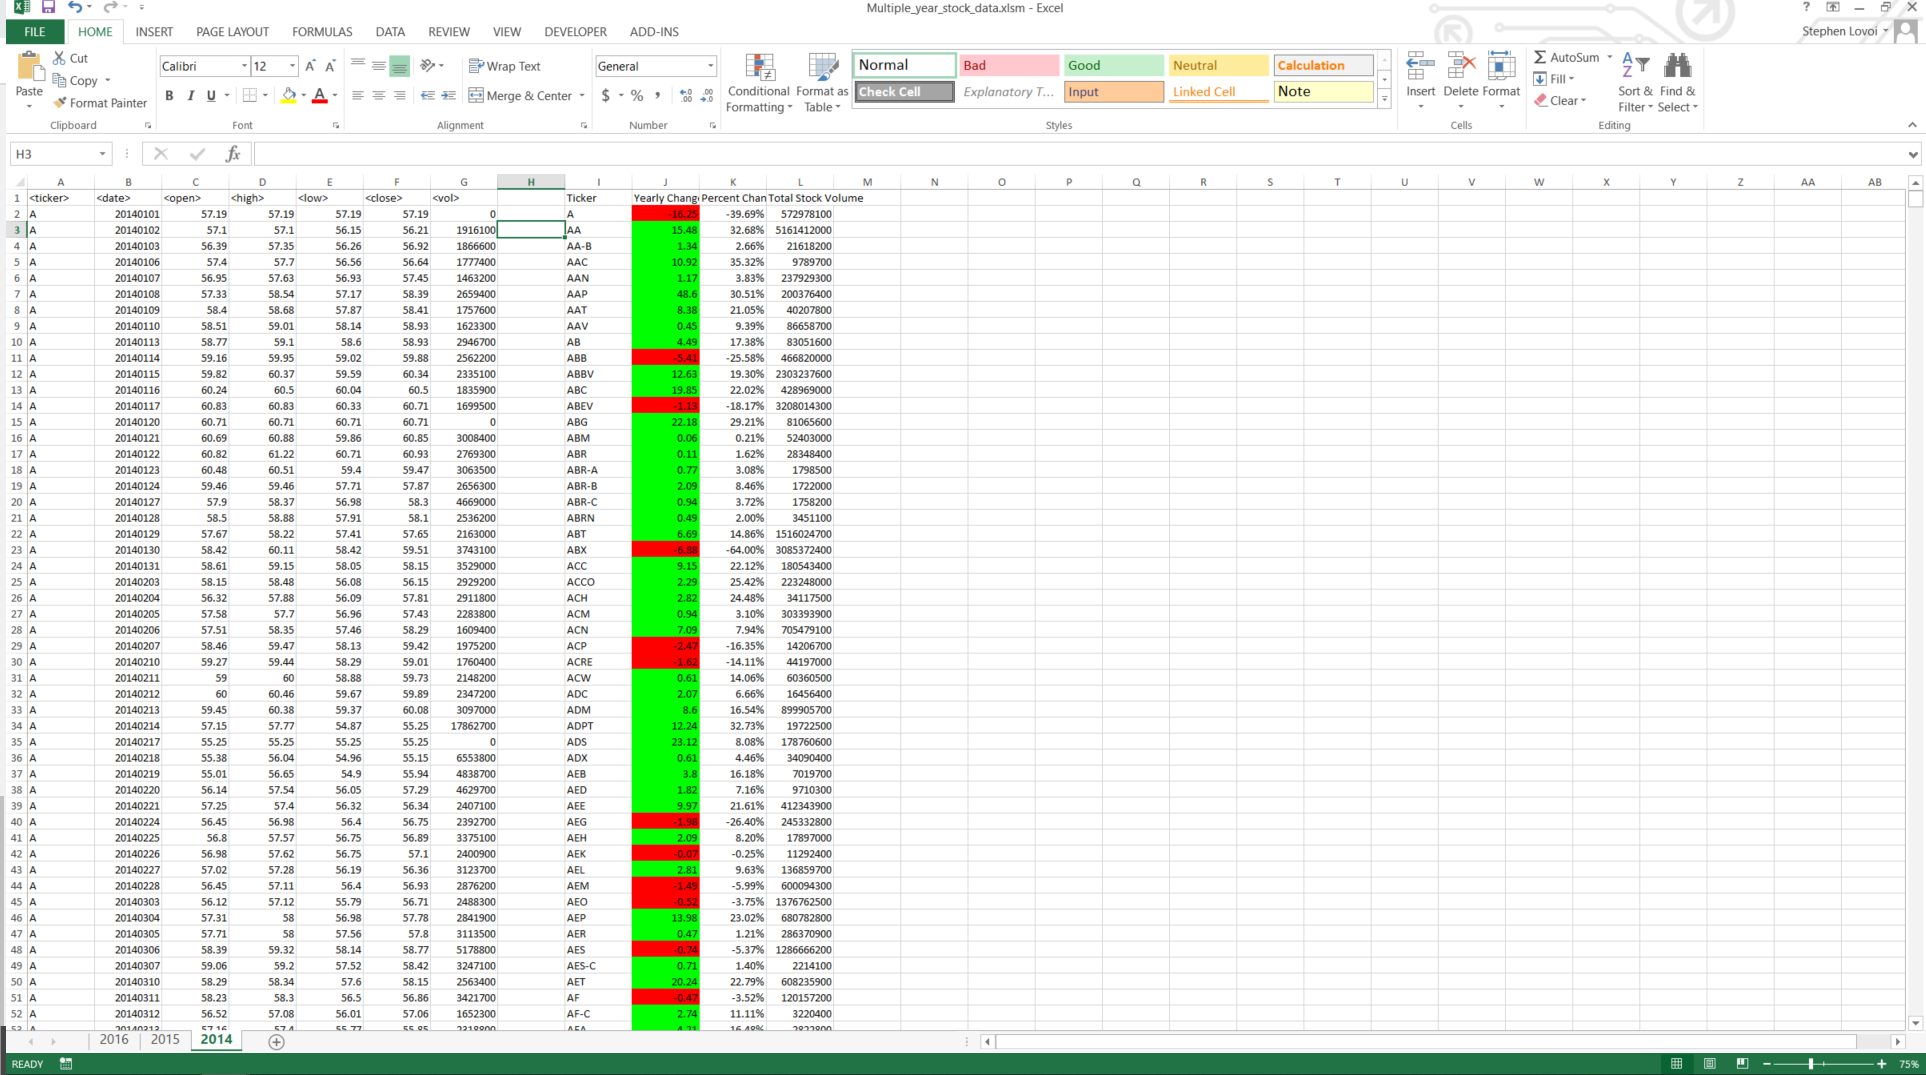 Multiple_year_stock_data.xlsm - Excel
FILE HOME INSERT PAGE LAYOUT FORMULAS DATA REVIEW VIEW DEVELOPER ADD-INS Stephen Lovoi
Cut
Copy
Format Painter
Paste
Clipboard
Calibri 12
B I U
Font
Wrap Text
Merge & Center
Alignment
General
$ % ,
Number
Conditional Formatting
Format as Table
Normal Bad Good Neutral Calculation
Check Cell Explanatory T... Input Linked Cell Note
Styles
Insert Delete Format
Cells
AutoSum
Fill
Clear
Sort & Filter
Find & Select
Editing
H3 fx
A B C D E F G H I J K L M N O P Q R S T U V W X Y Z AA AB
1 <ticker> <date> <open> <high> <low> <close> <vol> Ticker Yearly Chang Percent Chan Total Stock Volume
2 A 20140101 57.19 57.19 57.19 57.19 0 A -16.25 -39.69% 572978100
3 A 20140102 57.1 57.1 56.15 56.21 1916100 AA 15.48 32.68% 5161412000
4 A 20140103 56.39 57.35 56.26 56.92 1866600 AA-B 1.34 2.66% 21618200
5 A 20140106 57.4 57.7 56.56 56.64 1777400 AAC 10.92 35.32% 9789700
6 A 20140107 56.95 57.63 56.93 57.45 1463200 AAN 1.17 3.83% 237929300
7 A 20140108 57.33 58.54 57.17 58.39 2659400 AAP 48.6 30.51% 200376400
8 A 20140109 58.4 58.68 57.87 58.41 1757600 AAT 8.38 21.05% 40207800
9 A 20140110 58.51 59.01 58.14 58.93 1623300 AAV 0.45 9.39% 86658700
10 A 20140113 58.77 59.1 58.6 58.93 2946700 AB 4.49 17.38% 83051600
11 A 20140114 59.16 59.95 59.02 59.88 2562200 ABB -5.41 -25.58% 466820000
12 A 20140115 59.82 60.37 59.59 60.34 2335100 ABBV 12.63 19.30% 2303237600
13 A 20140116 60.24 60.5 60.04 60.5 1835900 ABC 19.85 22.02% 428969000
14 A 20140117 60.83 60.83 60.33 60.71 1699500 ABEV -1.13 -18.17% 3208014300
15 A 20140120 60.71 60.71 60.71 60.71 0 ABG 22.18 29.21% 81065600
16 A 20140121 60.69 60.88 59.86 60.85 3008400 ABM 0.06 0.21% 52403000
17 A 20140122 60.82 61.22 60.71 60.93 2769300 ABR 0.11 1.62% 28348400
18 A 20140123 60.48 60.51 59.4 59.47 3063500 ABR-A 0.77 3.08% 1798500
19 A 20140124 59.46 59.46 57.71 57.87 2656300 ABR-B 2.09 8.46% 1722000
20 A 20140127 57.9 58.37 56.98 58.3 4669000 ABR-C 0.94 3.72% 1758200
21 A 20140128 58.5 58.88 57.91 58.1 2536200 ABRN 0.49 2.00% 3451100
22 A 20140129 57.67 58.22 57.41 57.65 2163000 ABT 6.69 14.86% 1516024700
23 A 20140130 58.42 60.11 58.42 59.51 3743100 ABX -6.88 -64.00% 3085372400
24 A 20140131 58.61 59.15 58.05 58.15 3529000 ACC 9.15 22.12% 180543400
25 A 20140203 58.15 58.48 56.08 56.15 2929200 ACCO 2.29 25.42% 223248000
26 A 20140204 56.32 57.88 56.09 57.81 2911800 ACH 2.82 24.48% 34117500
27 A 20140205 57.58 57.7 56.96 57.43 2283800 ACM 0.94 3.10% 303393900
28 A 20140206 57.51 58.35 57.46 58.29 1609400 ACN 7.09 7.94% 705479100
29 A 20140207 58.46 59.47 58.13 59.42 1975200 ACP -2.47 -16.35% 14206700
30 A 20140210 59.27 59.44 58.29 59.01 1760400 ACRE -1.62 -14.11% 44197000
31 A 20140211 59 60 58.88 59.73 2148200 ACW 0.61 14.06% 60360500
32 A 20140212 60 60.46 59.67 59.89 2347200 ADC 2.07 6.66% 16456400
33 A 20140213 59.45 60.38 59.37 60.08 3097000 ADM 8.6 16.54% 899905700
34 A 20140214 57.15 57.77 54.87 55.25 17862700 ADPT 12.24 32.73% 19722500
35 A 20140217 55.25 55.25 55.25 55.25 0 ADS 23.12 8.08% 178760600
36 A 20140218 55.38 56.04 54.96 55.15 6553800 ADX 0.61 4.46% 34090400
37 A 20140219 55.01 56.65 54.9 55.94 4838700 AEB 3.8 16.18% 7019700
38 A 20140220 56.14 57.54 56.05 57.29 4629700 AED 1.82 7.16% 9710300
39 A 20140221 57.25 57.4 56.32 56.34 2407100 AEE 9.97 21.61% 412343900
40 A 20140224 56.45 56.98 56.4 56.75 2392700 AEG -1.98 -26.40% 245332800
41 A 20140225 56.8 57.57 56.75 56.89 3375100 AEH 2.09 8.20% 17897000
42 A 20140226 56.98 57.62 56.75 57.1 2400900 AEK -0.07 -0.25% 11292400
43 A 20140227 57.02 57.28 56.19 56.36 3123700 AEL 2.81 9.63% 136859700
44 A 20140228 56.45 57.11 56.4 56.93 2876200 AEM -1.49 -5.99% 600094300
45 A 20140303 56.12 57.12 55.79 56.71 2488300 AEO -0.52 -3.75% 1376762500
46 A 20140304 57.31 58 56.98 57.78 2841900 AEP 13.98 23.02% 680782800
47 A 20140305 57.71 58 57.56 57.8 3113500 AER 0.47 1.21% 286370900
48 A 20140306 58.39 59.32 58.14 58.77 5178800 AES -0.74 -5.37% 1286666200
49 A 20140307 59.06 59.2 57.52 58.42 3247100 AES-C 0.71 1.40% 2214100
50 A 20140310 58.29 58.34 57.6 58.15 2563400 AET 20.24 22.79% 608235900
51 A 20140311 58.23 58.3 56.5 56.86 3421700 AF -0.47 -3.52% 120157200
52 A 20140312 56.52 57.08 56.01 57.06 1652300 AF-C 2.74 11.11% 3220400
53 A 20140313 57.16 57.4 55.77 55.85 2318800 AFA 4.21 16.48% 2822800
2016 2015 2014
READY 75%